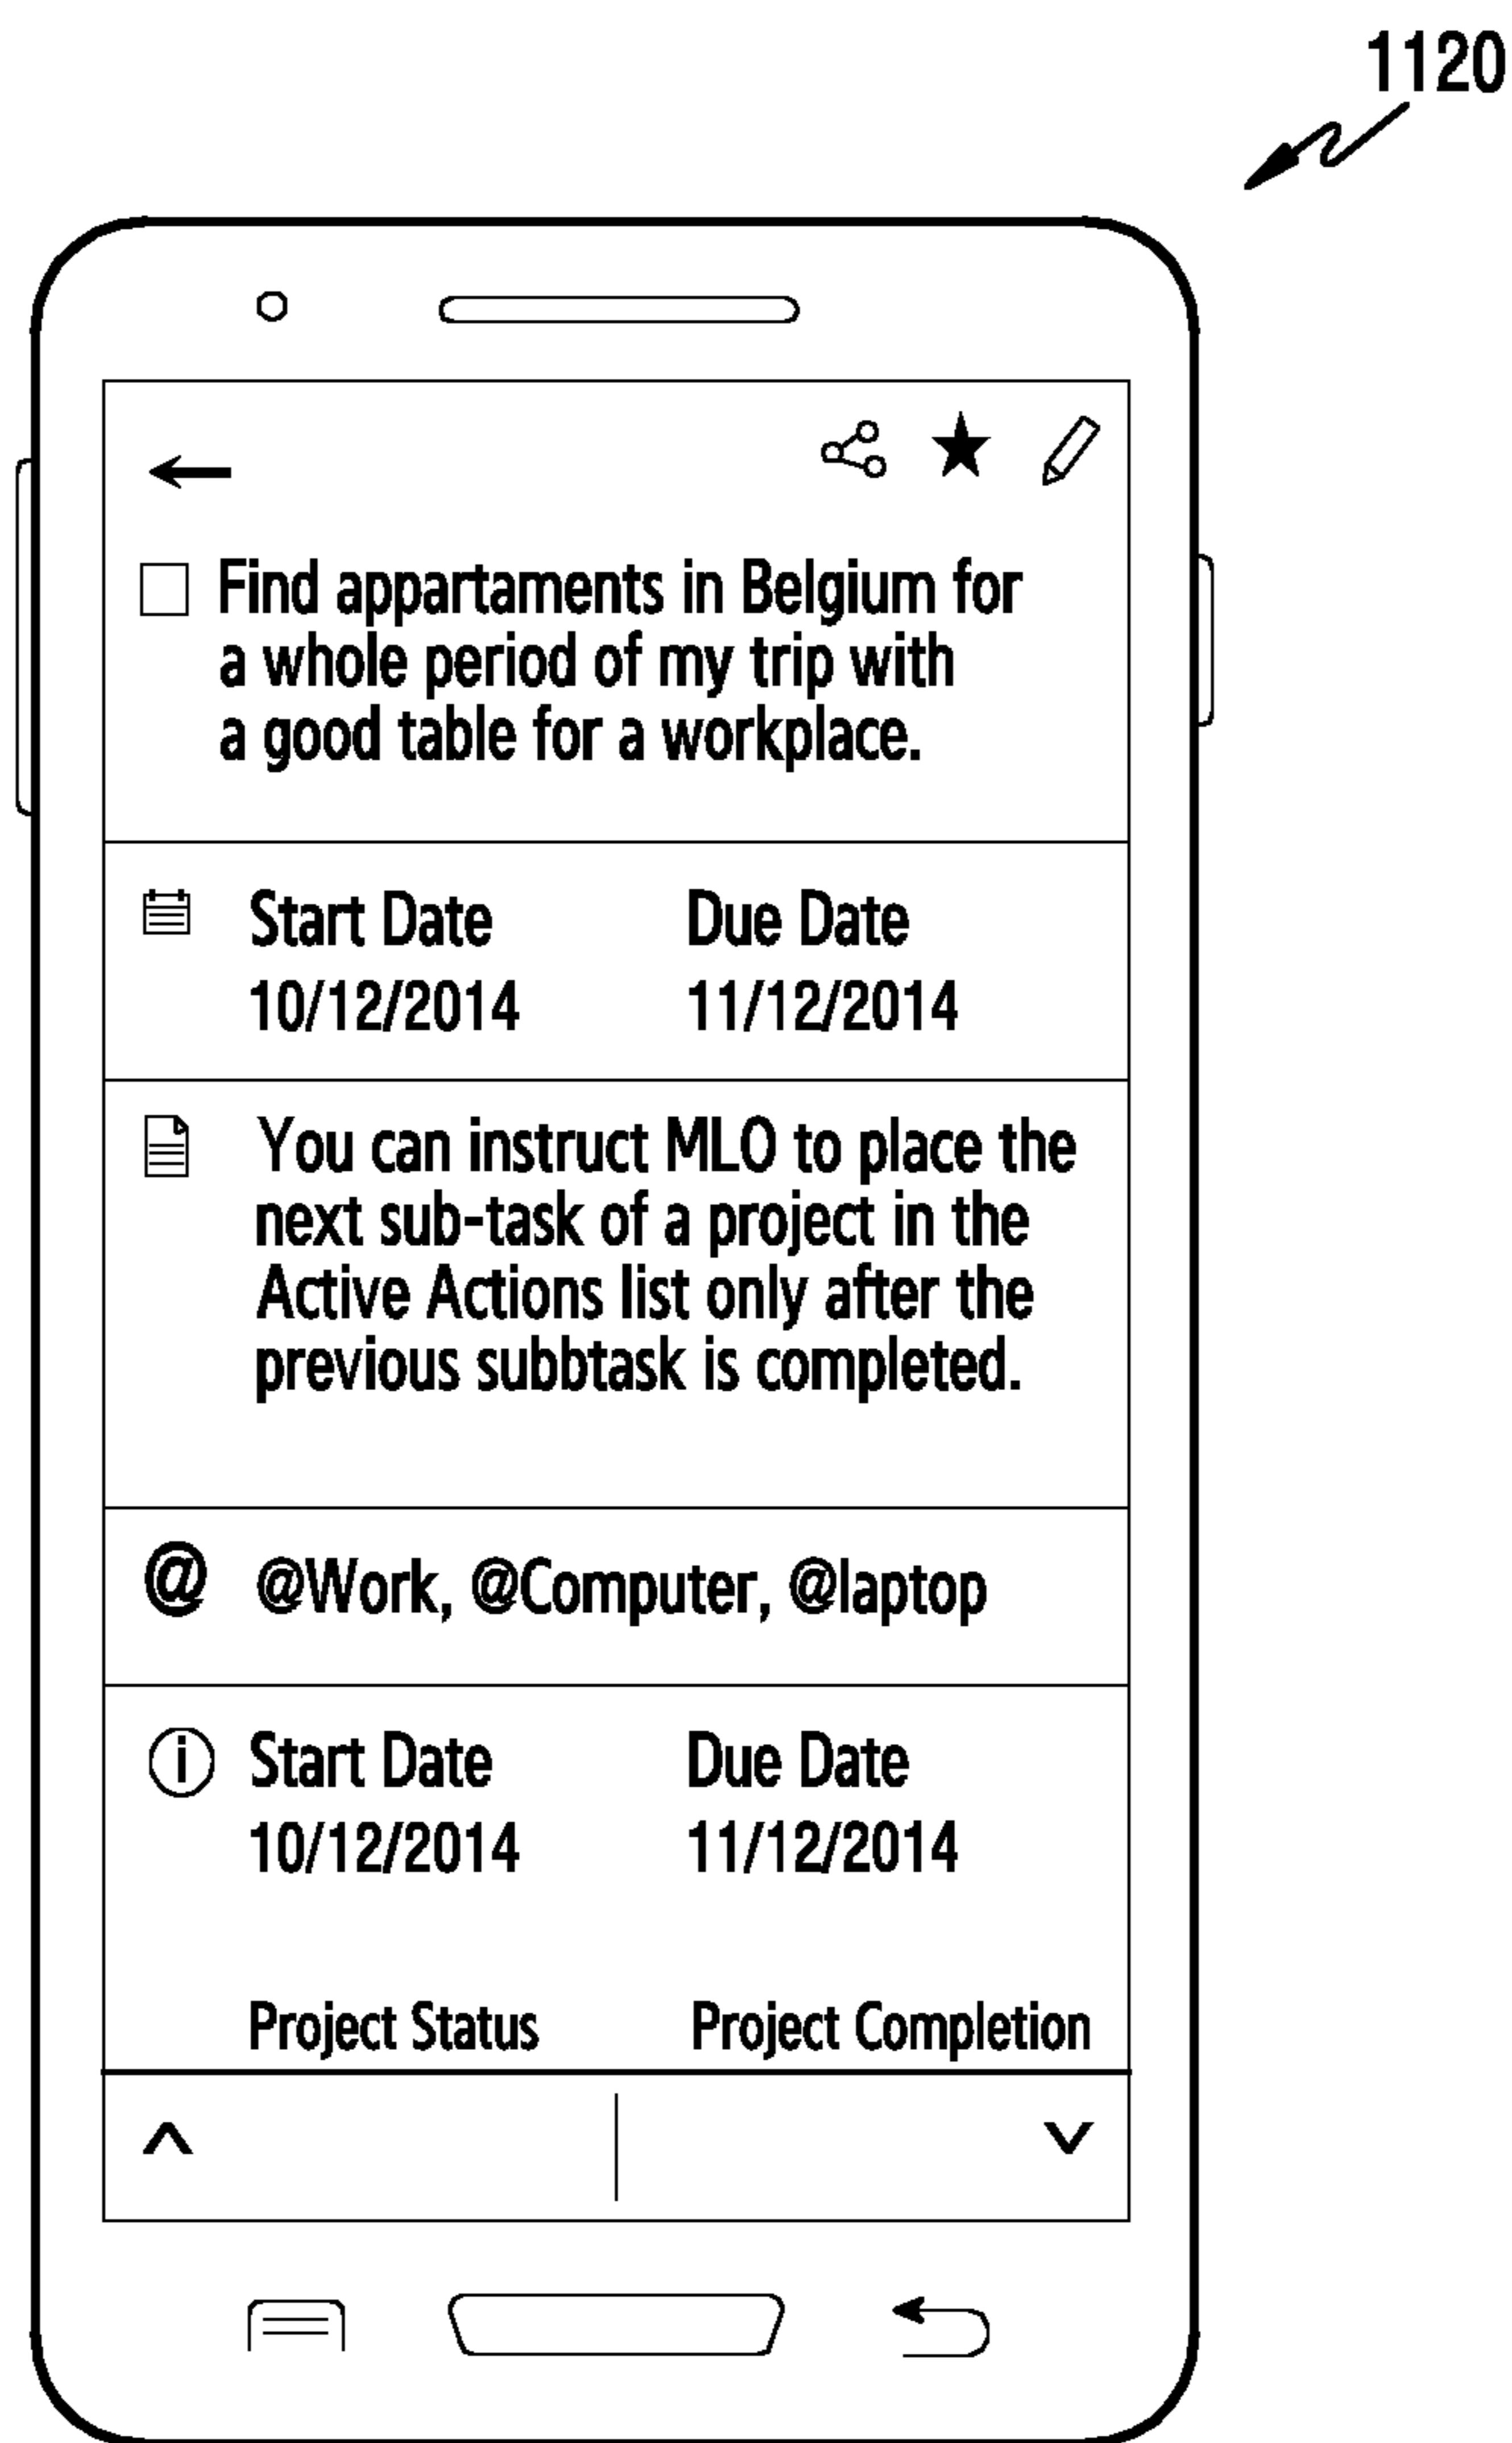 1120
Find appartaments in Belgium for
a whole period of my trip with
a good table for a workplace.
Start Date Due Date
10/12/2014 11/12/2014
You can instruct MLO to place the
next sub-task of a project in the
Active Actions list only after the
previous subbtask is completed.
@ @Work, @Computer, @laptop
i Start Date Due Date
10/12/2014 11/12/2014
Project Status Project Completion